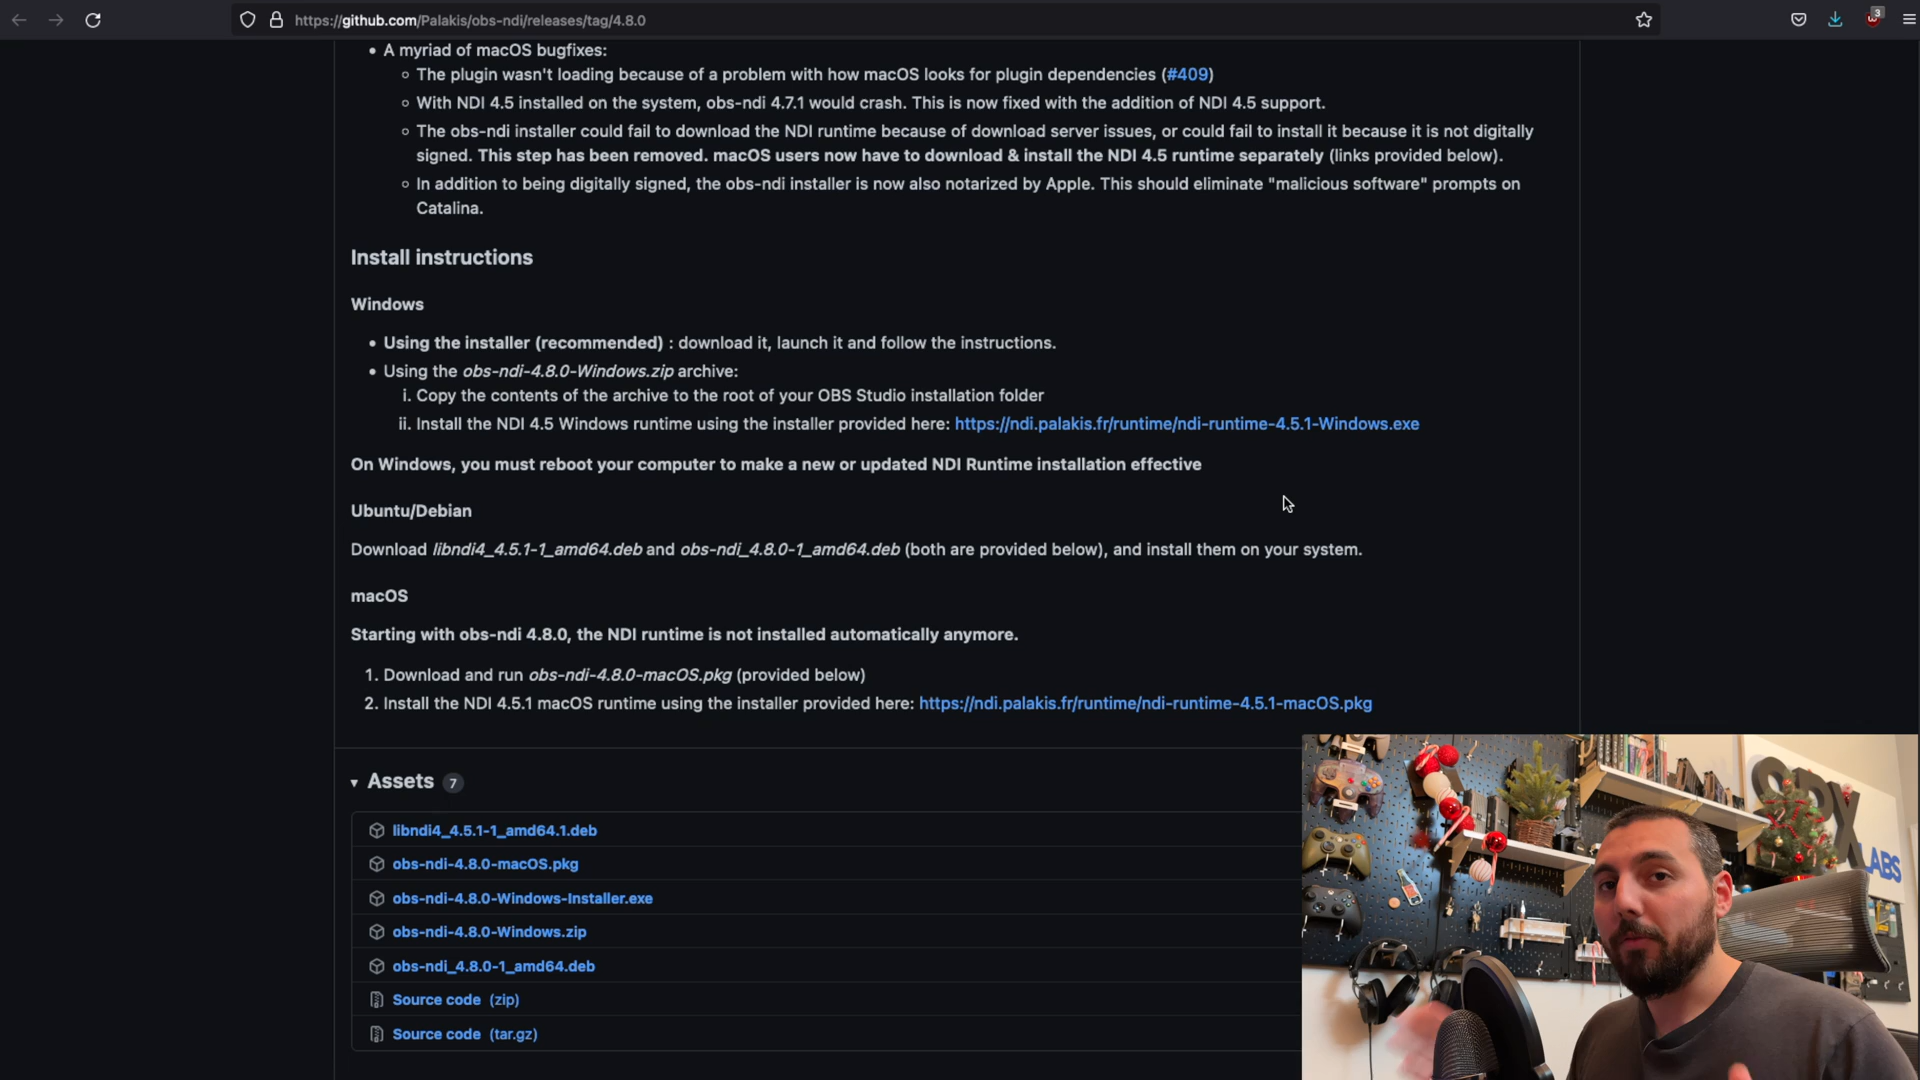 https://github.com/Palakis/obs-ndi/releases/tag/4.8.0
3
• A myriad of macOS bugfixes:
○ The plugin wasn't loading because of a problem with how macOS looks for plugin dependencies (#409)
○ With NDI 4.5 installed on the system, obs-ndi 4.7.1 would crash. This is now fixed with the addition of NDI 4.5 support.
○ The obs-ndi installer could fail to download the NDI runtime because of download server issues, or could fail to install it because it is not digitally
signed. This step has been removed. macOS users now have to download & install the NDI 4.5 runtime separately (links provided below).
○ In addition to being digitally signed, the obs-ndi installer is now also notarized by Apple. This should eliminate "malicious software" prompts on
Catalina.
Install instructions
Windows
• Using the installer (recommended) : download it, launch it and follow the instructions.
• Using the obs-ndi-4.8.0-Windows.zip archive:
i. Copy the contents of the archive to the root of your OBS Studio installation folder
ii. Install the NDI 4.5 Windows runtime using the installer provided here: https://ndi.palakis.fr/runtime/ndi-runtime-4.5.1-Windows.exe
On Windows, you must reboot your computer to make a new or updated NDI Runtime installation effective
Ubuntu/Debian
Download libndi4_4.5.1-1_amd64.deb and obs-ndi_4.8.0-1_amd64.deb (both are provided below), and install them on your system.
macOS
Starting with obs-ndi 4.8.0, the NDI runtime is not installed automatically anymore.
1. Download and run obs-ndi-4.8.0-macOS.pkg (provided below)
2. Install the NDI 4.5.1 macOS runtime using the installer provided here: https://ndi.palakis.fr/runtime/ndi-runtime-4.5.1-macOS.pkg
Assets 7
libndi4_4.5.1-1_amd64.1.deb
obs-ndi-4.8.0-macOS.pkg
obs-ndi-4.8.0-Windows-Installer.exe
obs-ndi-4.8.0-Windows.zip
obs-ndi_4.8.0-1_amd64.deb
Source code (zip)
Source code (tar.gz)
LABS